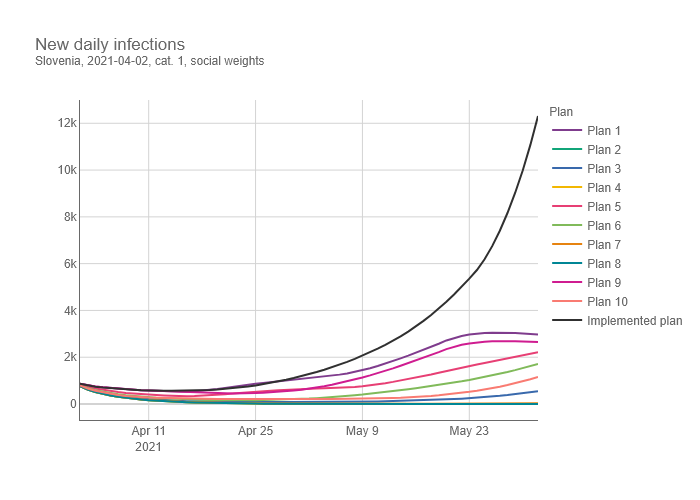 New daily infections
Slovenia, 2021-04-02, cat. 1, social weights
12k
10k
8k
6k
4k
2k
0
Apr 11
2021
Apr 25
May 9
May 23
Plan
Plan 1
Plan 2
Plan 3
Plan 4
Plan 5
Plan 6
Plan 7
Plan 8
Plan 9
Plan 10
Implemented plan